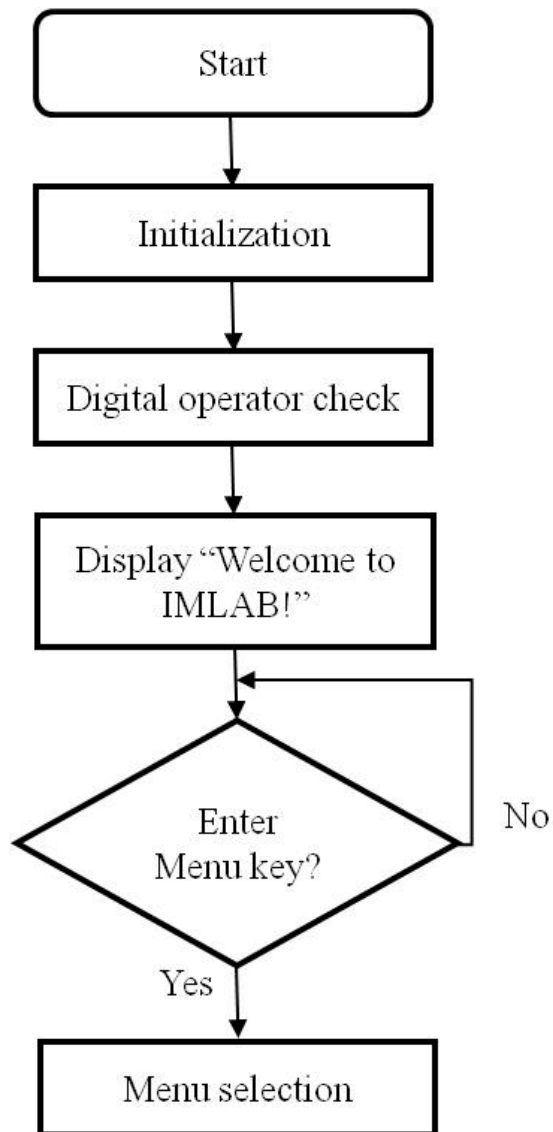 Start
Initialization
Digital operator check
Display “Welcome to
IMLAB!”
Enter
Menu key?
No
Yes
Menu selection